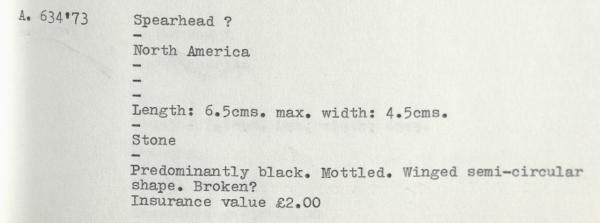 A. 634'73 Spearhead ?
-
North America
-
-
-
Length: 6.5cms. max. width: 4.5cms.
-
Stone
-
Predominantly black. Mottled. Winged semi-circular
shape. Broken?
Insurance value £2.00